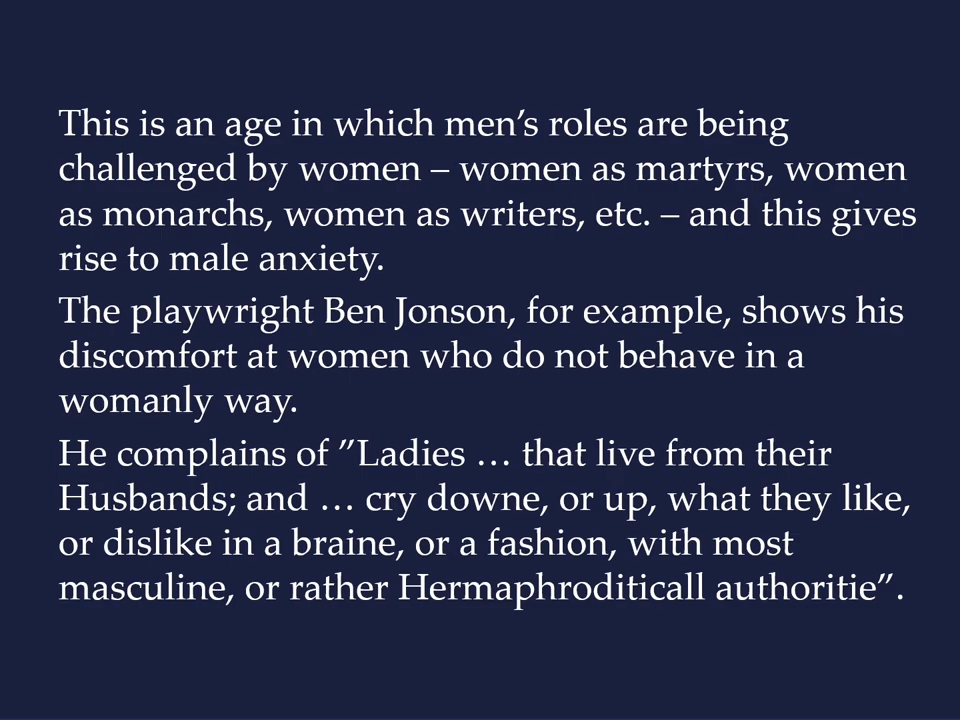 This is an age in which men’s roles are being
challenged by women – women as martyrs, women
as monarchs, women as writers, etc. – and this gives
rise to male anxiety.
The playwright Ben Jonson, for example, shows his
discomfort at women who do not behave in a
womanly way.
He complains of ”Ladies … that live from their
Husbands; and … cry downe, or up, what they like,
or dislike in a braine, or a fashion, with most
masculine, or rather Hermaphroditicall authoritie”.